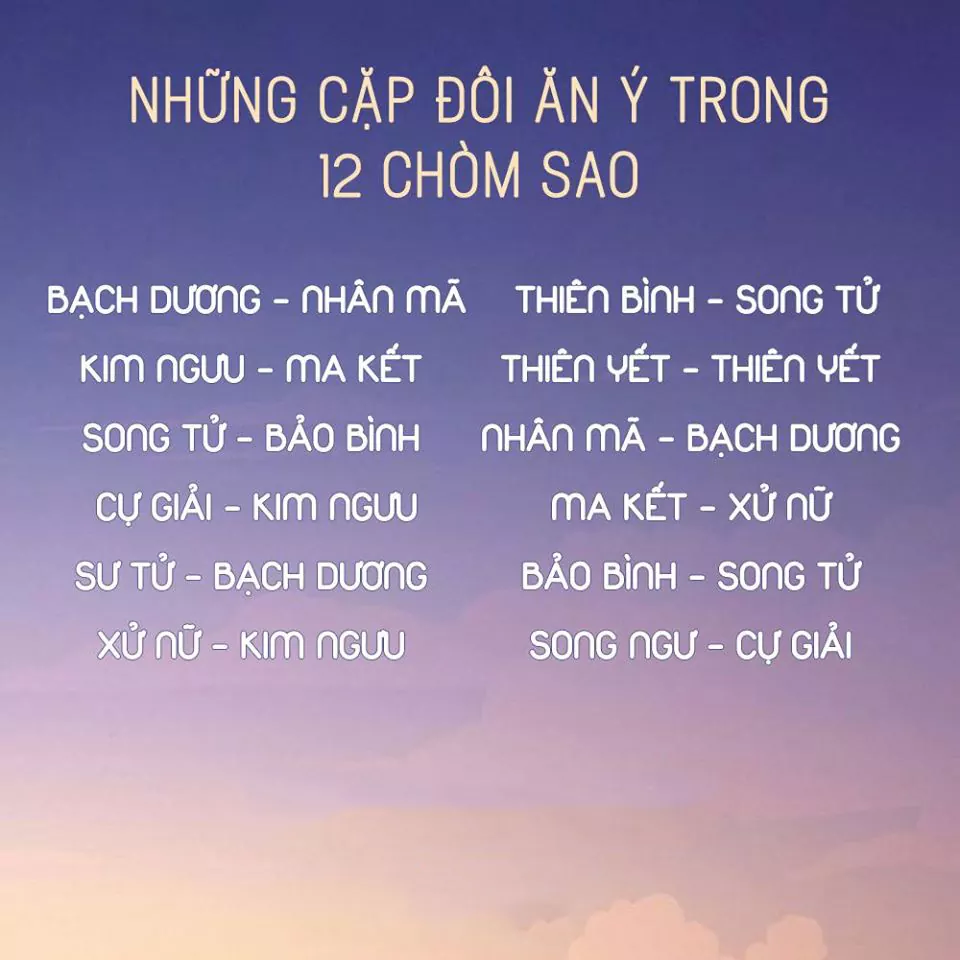 NHỮNG CẶP ĐÔI ĂN Ý TRONG
12 CHÒM SAO
BẠCH DƯƠNG - NHÂN MÃ
KIM NGƯU - MA KẾT
SONG TỬ - BẢO BÌNH
CỰ GIẢI - KIM NGƯU
SƯ TỬ - BẠCH DƯƠNG
XỬ NỮ - KIM NGƯU
THIÊN BÌNH - SONG TỬ
THIÊN YẾT - THIÊN YẾT
NHÂN MÃ - BẠCH DƯƠNG
MA KẾT - XỬ NỮ
BẢO BÌNH - SONG TỬ
SONG NGƯ - CỰ GIẢI